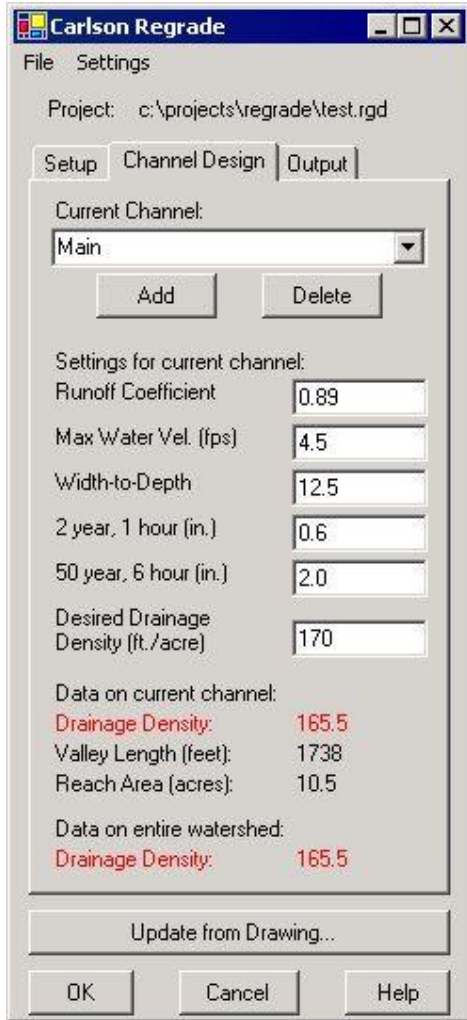 Carlson Regrade
File Settings
Project: c:\projects\regrade\test.rgd
Setup Channel Design Output
Current Channel:
Main
Add Delete
Settings for current channel:
Runoff Coefficient 0.89
Max Water Vel. (fps) 4.5
Width-to-Depth 12.5
2 year, 1 hour (in.) 0.6
50 year, 6 hour (in.) 2.0
Desired Drainage
Density (ft./acre) 170
Data on current channel:
Drainage Density: 165.5
Valley Length (feet): 1738
Reach Area (acres): 10.5
Data on entire watershed:
Drainage Density: 165.5
Update from Drawing...
OK Cancel Help